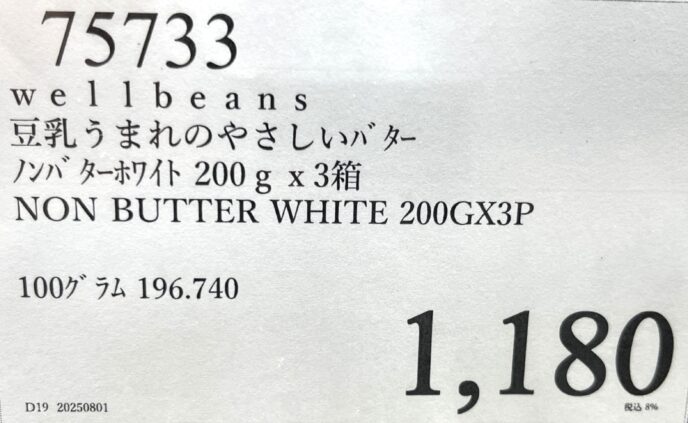 75733
wellbeans
豆乳うまれのやさしいﾊﾞﾀｰ
ﾉﾝﾊﾞﾀｰﾎﾜｲﾄ 200ｇ x 3箱
NON BUTTER WHITE 200GX3P
100ｸﾞﾗﾑ 196.740
1,180
税込 8%
D19 20250801